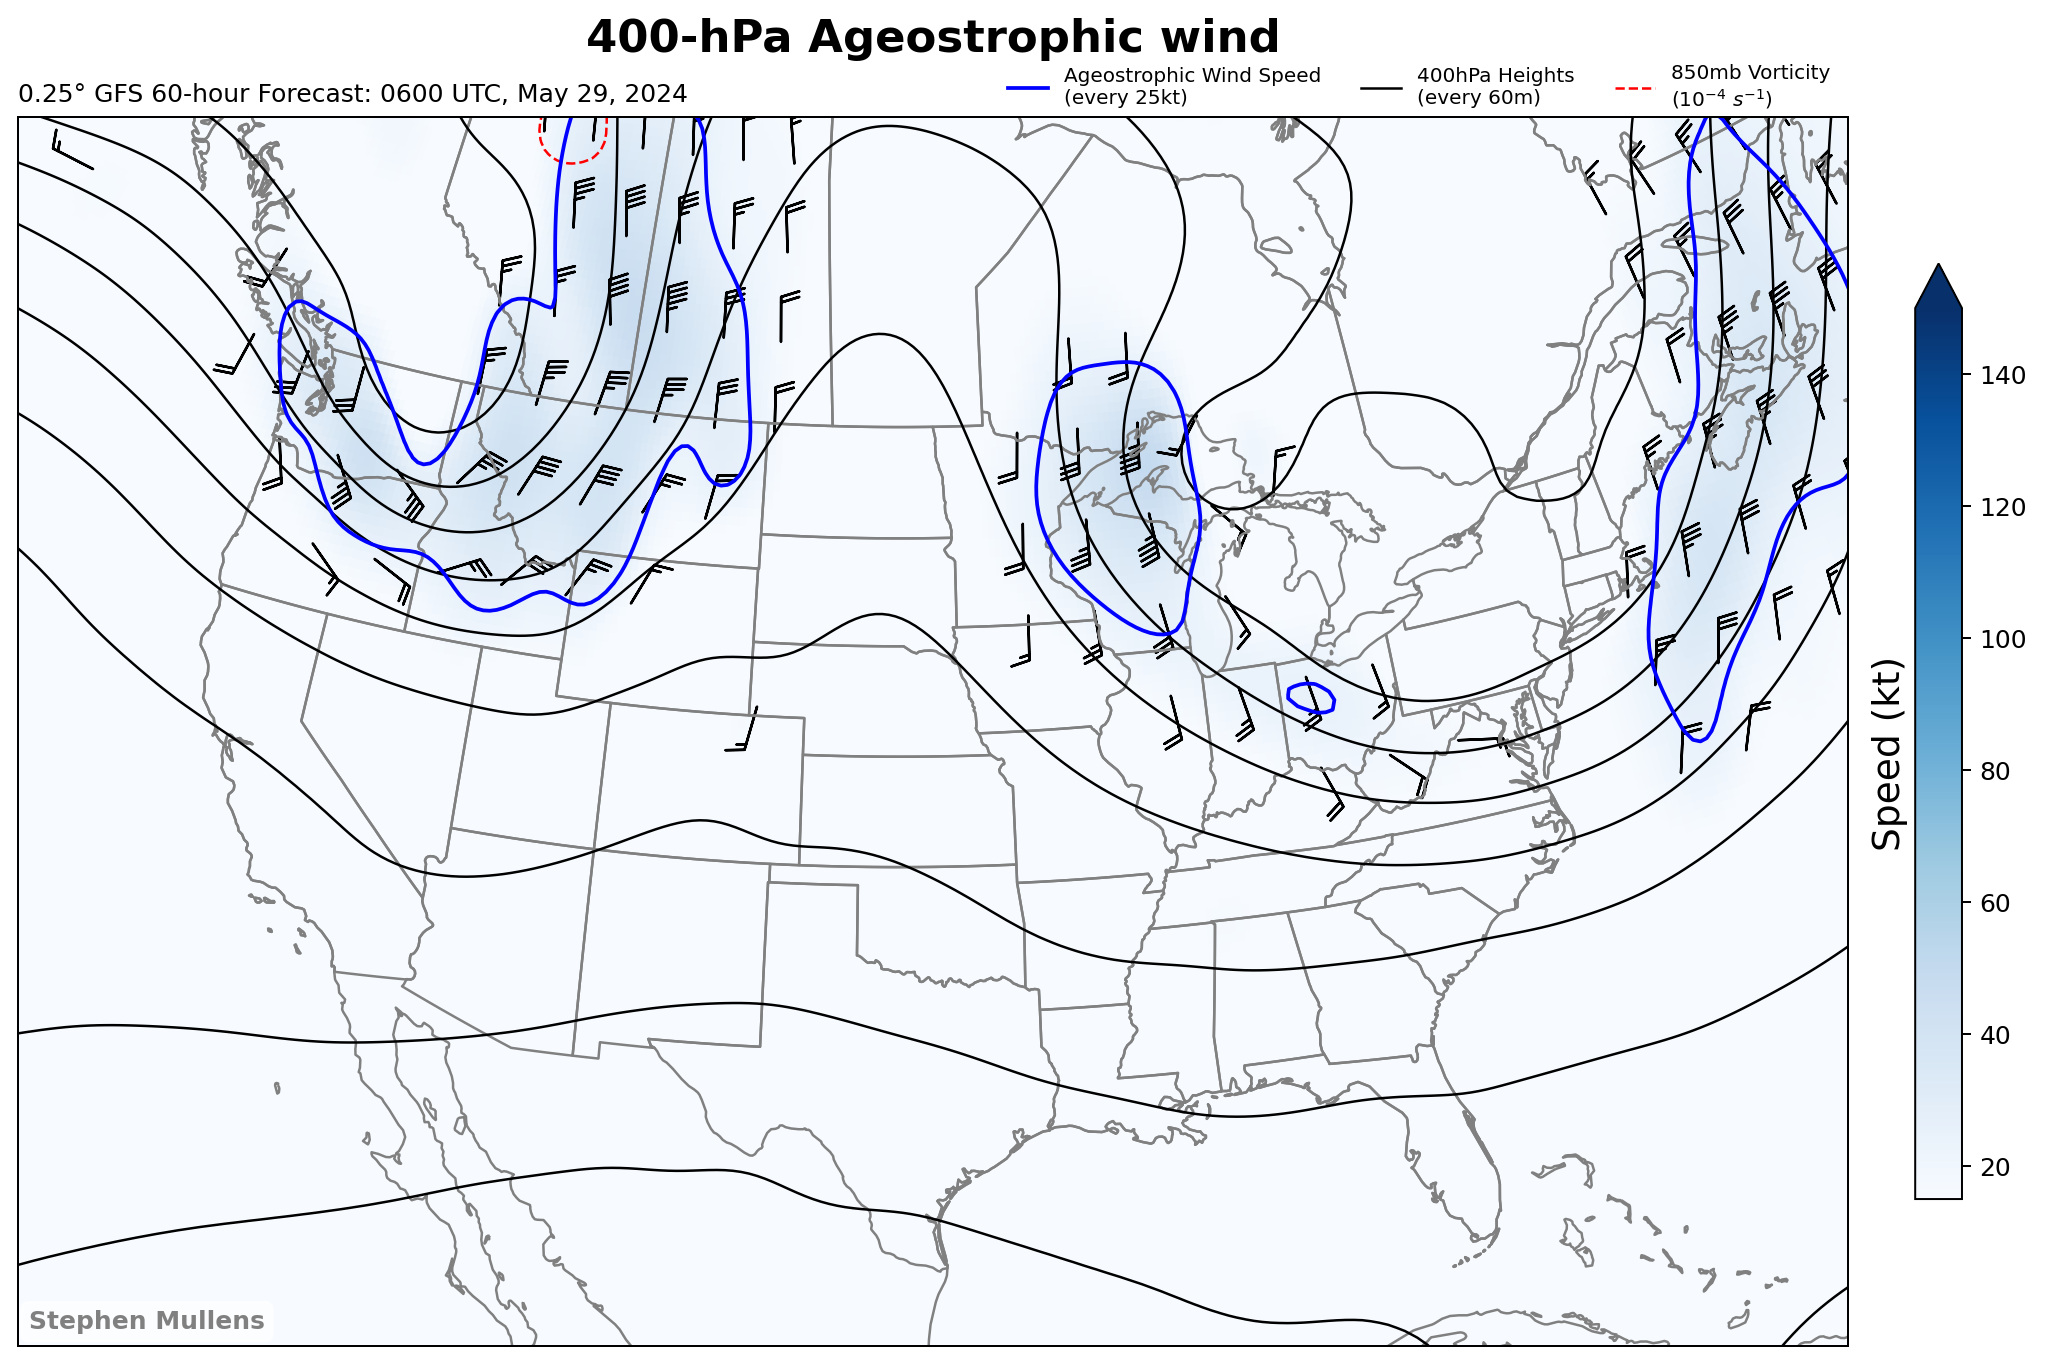 400-hPa Ageostrophic wind
0.25° GFS 60-hour Forecast: 0600 UTC, May 29, 2024
Ageostrophic Wind Speed
(every 25kt)
400hPa Heights
(every 60m)
850mb Vorticity
(10⁻⁴ s⁻¹)
140
120
100
80
60
40
20
Speed (kt)
Stephen Mullens